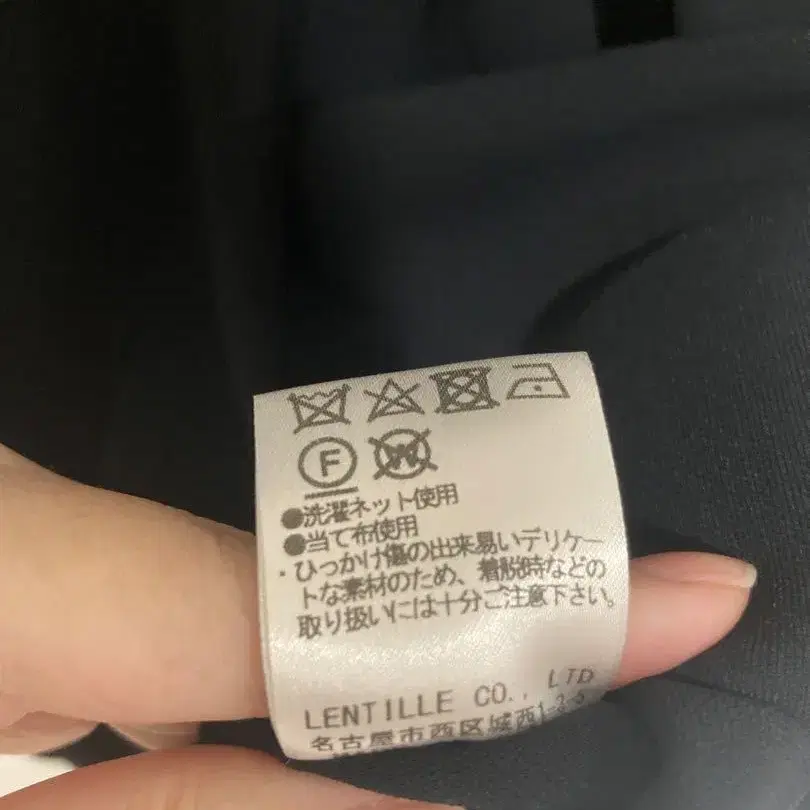 F W
●洗濯ネット使用
●当て布使用
・ひっかけ傷の出来易いデリケー
トな素材のため、着脱時などの
取り扱いには十分ご注意下さい。
LENTILLE CO., LTD
名古屋市西区城西1-3-5